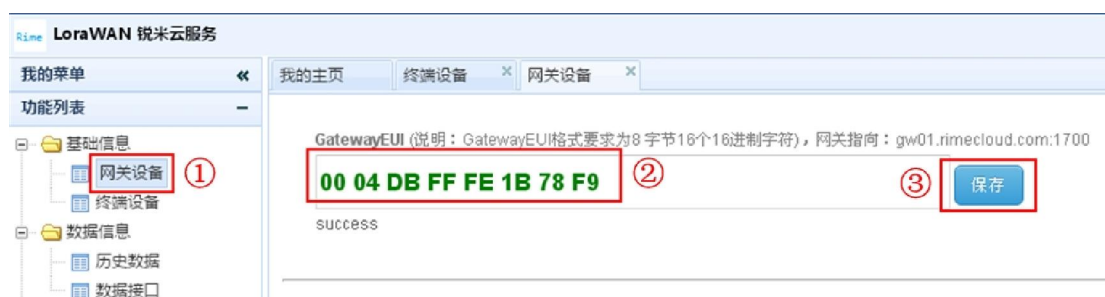 Rime LoraWAN 锐米云服务
我的菜单 «
功能列表 −
基础信息
网关设备 ①
终端设备
数据信息
历史数据
数据接口
我的主页 终端设备 × 网关设备 ×
GatewayEUI (说明：GatewayEUI格式要求为8字节16个16进制字符)，网关指向：gw01.rimecloud.com:1700
00 04 DB FF FE 1B 78 F9 ② ③ 保存
success